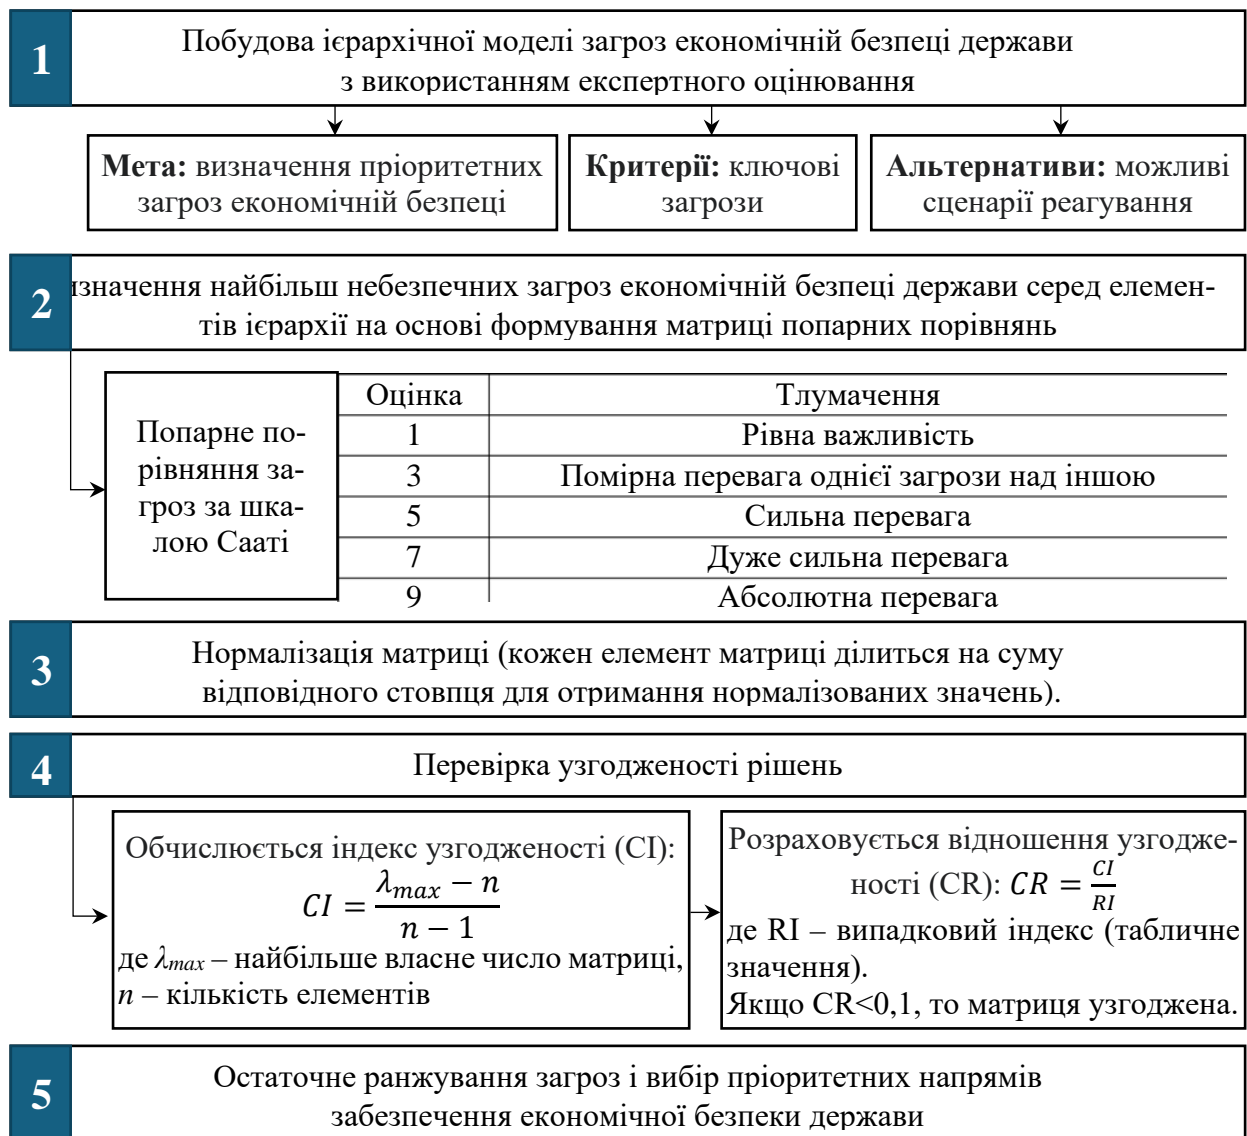 1
Побудова ієрархічної моделі загроз економічній безпеці держави
з використанням експертного оцінювання
Мета: визначення пріоритетних
загроз економічній безпеці
Критерії: ключові
загрози
Альтернативи: можливі
сценарії реагування
2
изначення найбільш небезпечних загроз економічній безпеці держави серед елемен-
тів ієрархії на основі формування матриці попарних порівнянь
Попарне по-
рівняння за-
гроз за шка-
лою Сааті
Оцінка Тлумачення
1 Рівна важливість
3 Помірна перевага однієї загрози над іншою
5 Сильна перевага
7 Дуже сильна перевага
9 Абсолютна перевага
3
Нормалізація матриці (кожен елемент матриці ділиться на суму
відповідного стовпця для отримання нормалізованих значень).
4
Перевірка узгодженості рішень
Обчислюється індекс узгодженості (CI):
CI = (λmax − n) / (n − 1)
де λmax – найбільше власне число матриці,
n – кількість елементів
Розраховується відношення узгодже-
ності (CR): CR = CI/RI
де RI – випадковий індекс (табличне
значення).
Якщо CR<0,1, то матриця узгоджена.
5
Остаточне ранжування загроз і вибір пріоритетних напрямів
забезпечення економічної безпеки держави